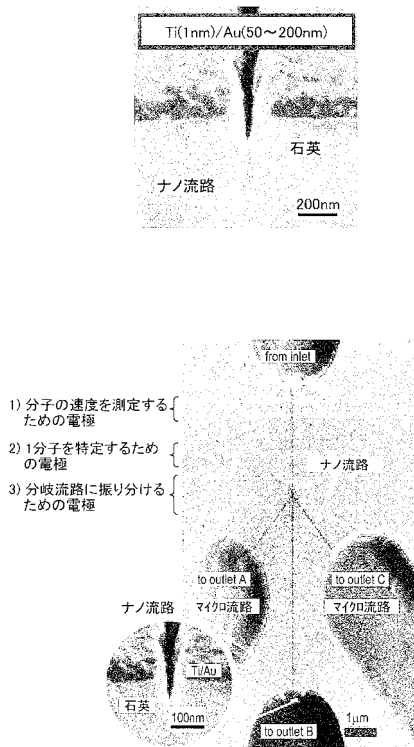 Ti(1nm)/Au(50～200nm)
石英
ナノ流路
200nm
from inlet
1) 分子の速度を測定する
ための電極
2) 1分子を特定するため
の電極
ナノ流路
3) 分岐流路に振り分ける
ための電極
to outlet A
to outlet C
マイクロ流路
マイクロ流路
ナノ流路
Ti/Au
石英
100nm
1μm
to outlet B